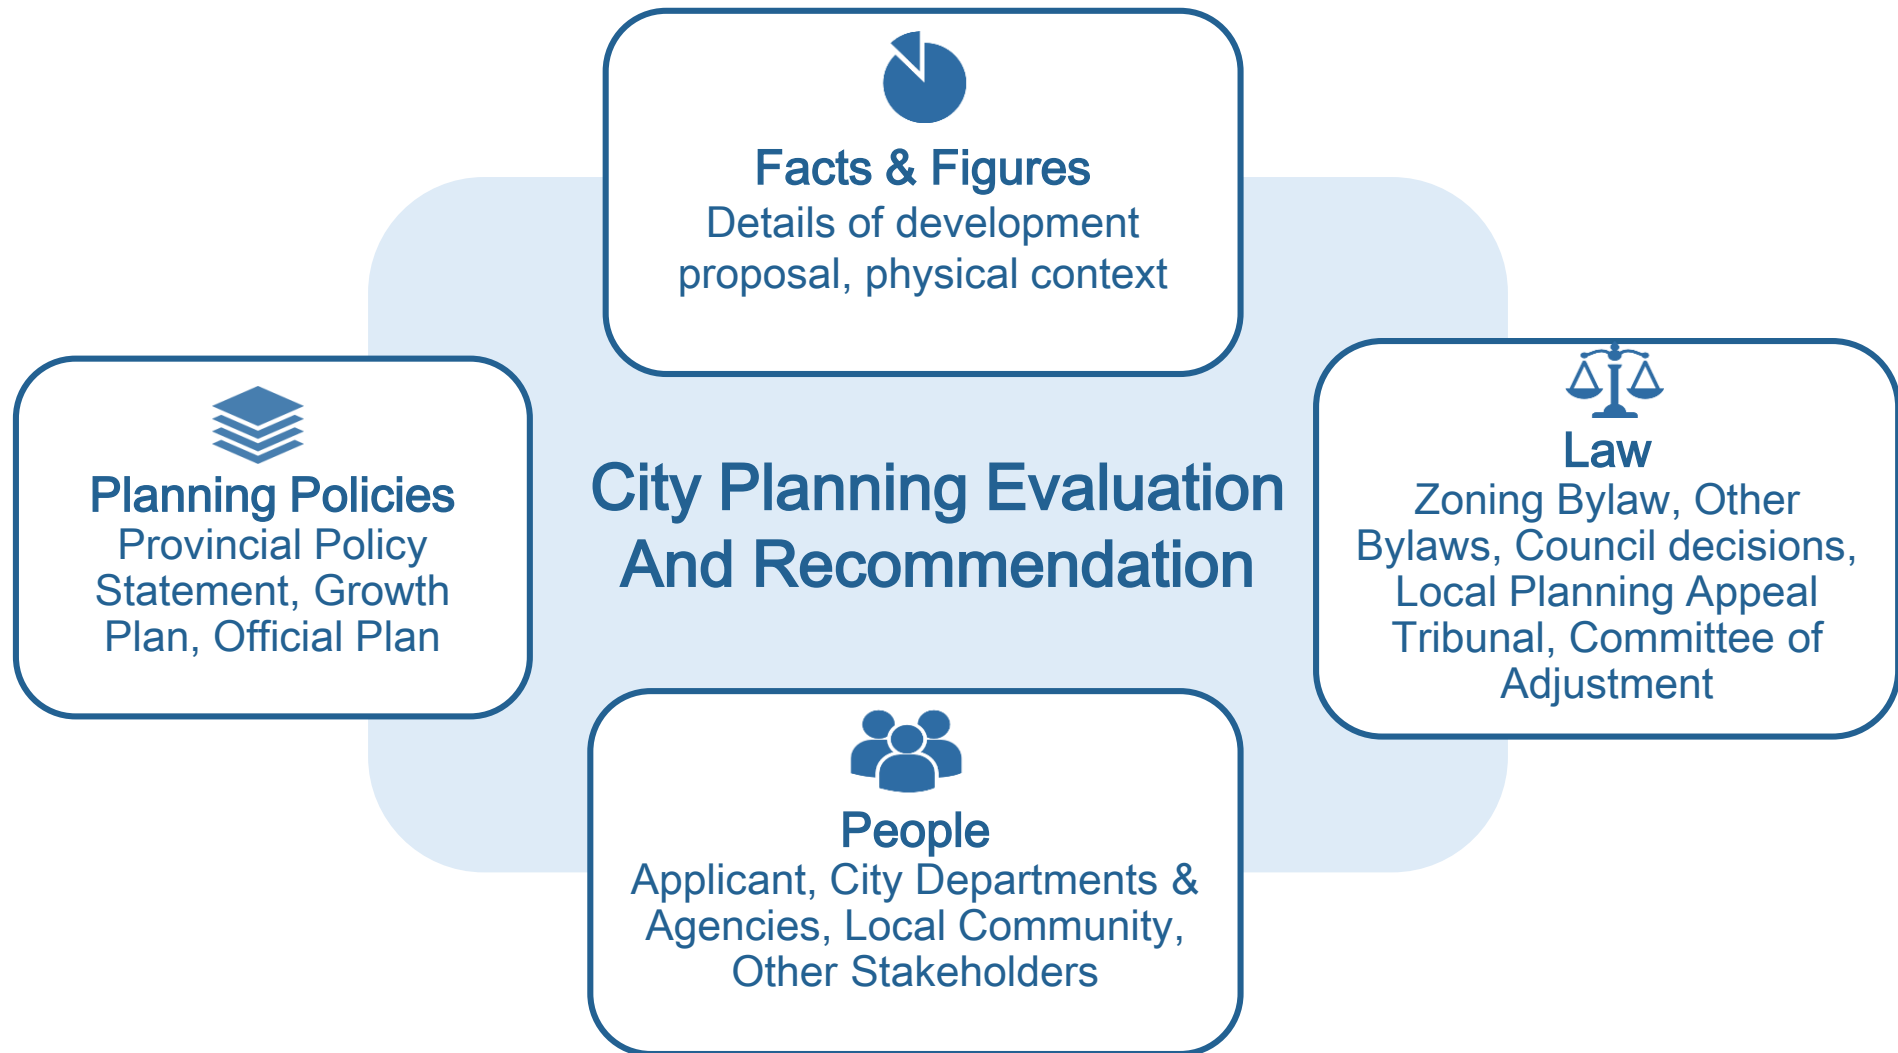 Facts & Figures
Details of development
proposal, physical context
Planning Policies
Provincial Policy
Statement, Growth
Plan, Official Plan
City Planning Evaluation
And Recommendation
Law
Zoning Bylaw, Other
Bylaws, Council decisions,
Local Planning Appeal
Tribunal, Committee of
Adjustment
People
Applicant, City Departments &
Agencies, Local Community,
Other Stakeholders